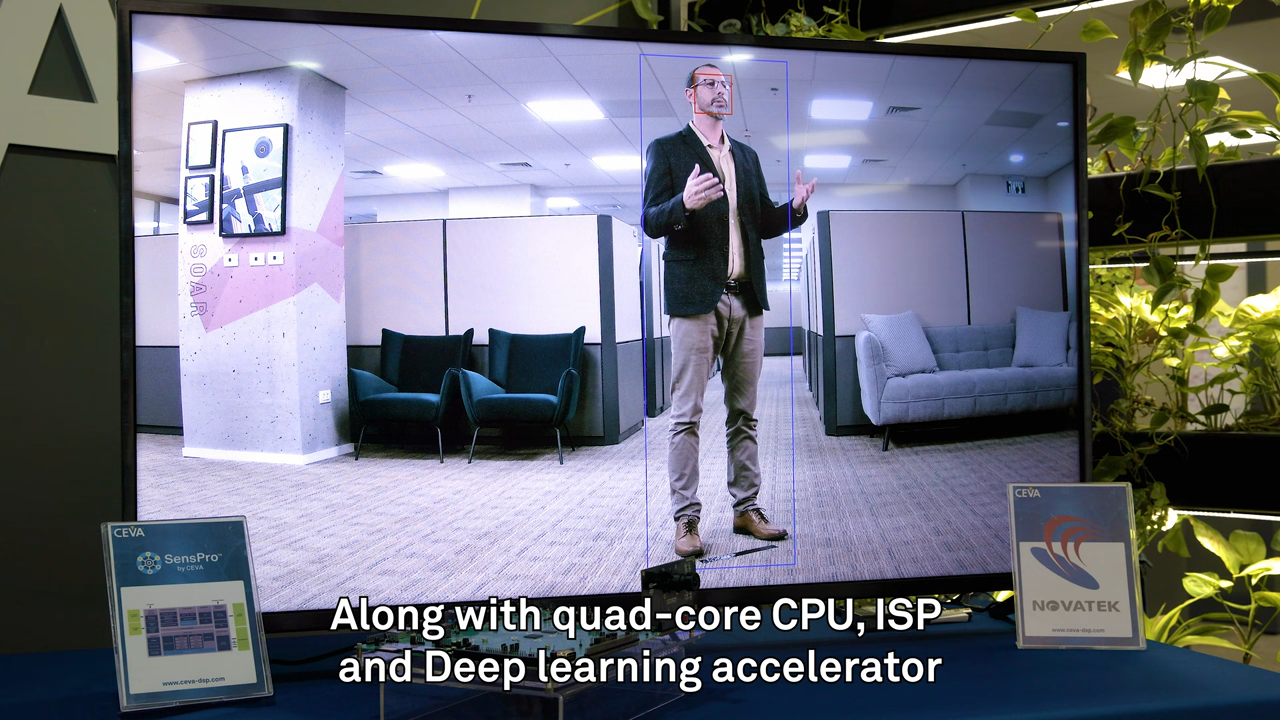 SOAR
CEVA
SensPro™
by CEVA
www.ceva-dsp.com
CEVA
NOVATEK
www.ceva-dsp.com
Along with quad-core CPU, ISP
and Deep learning accelerator